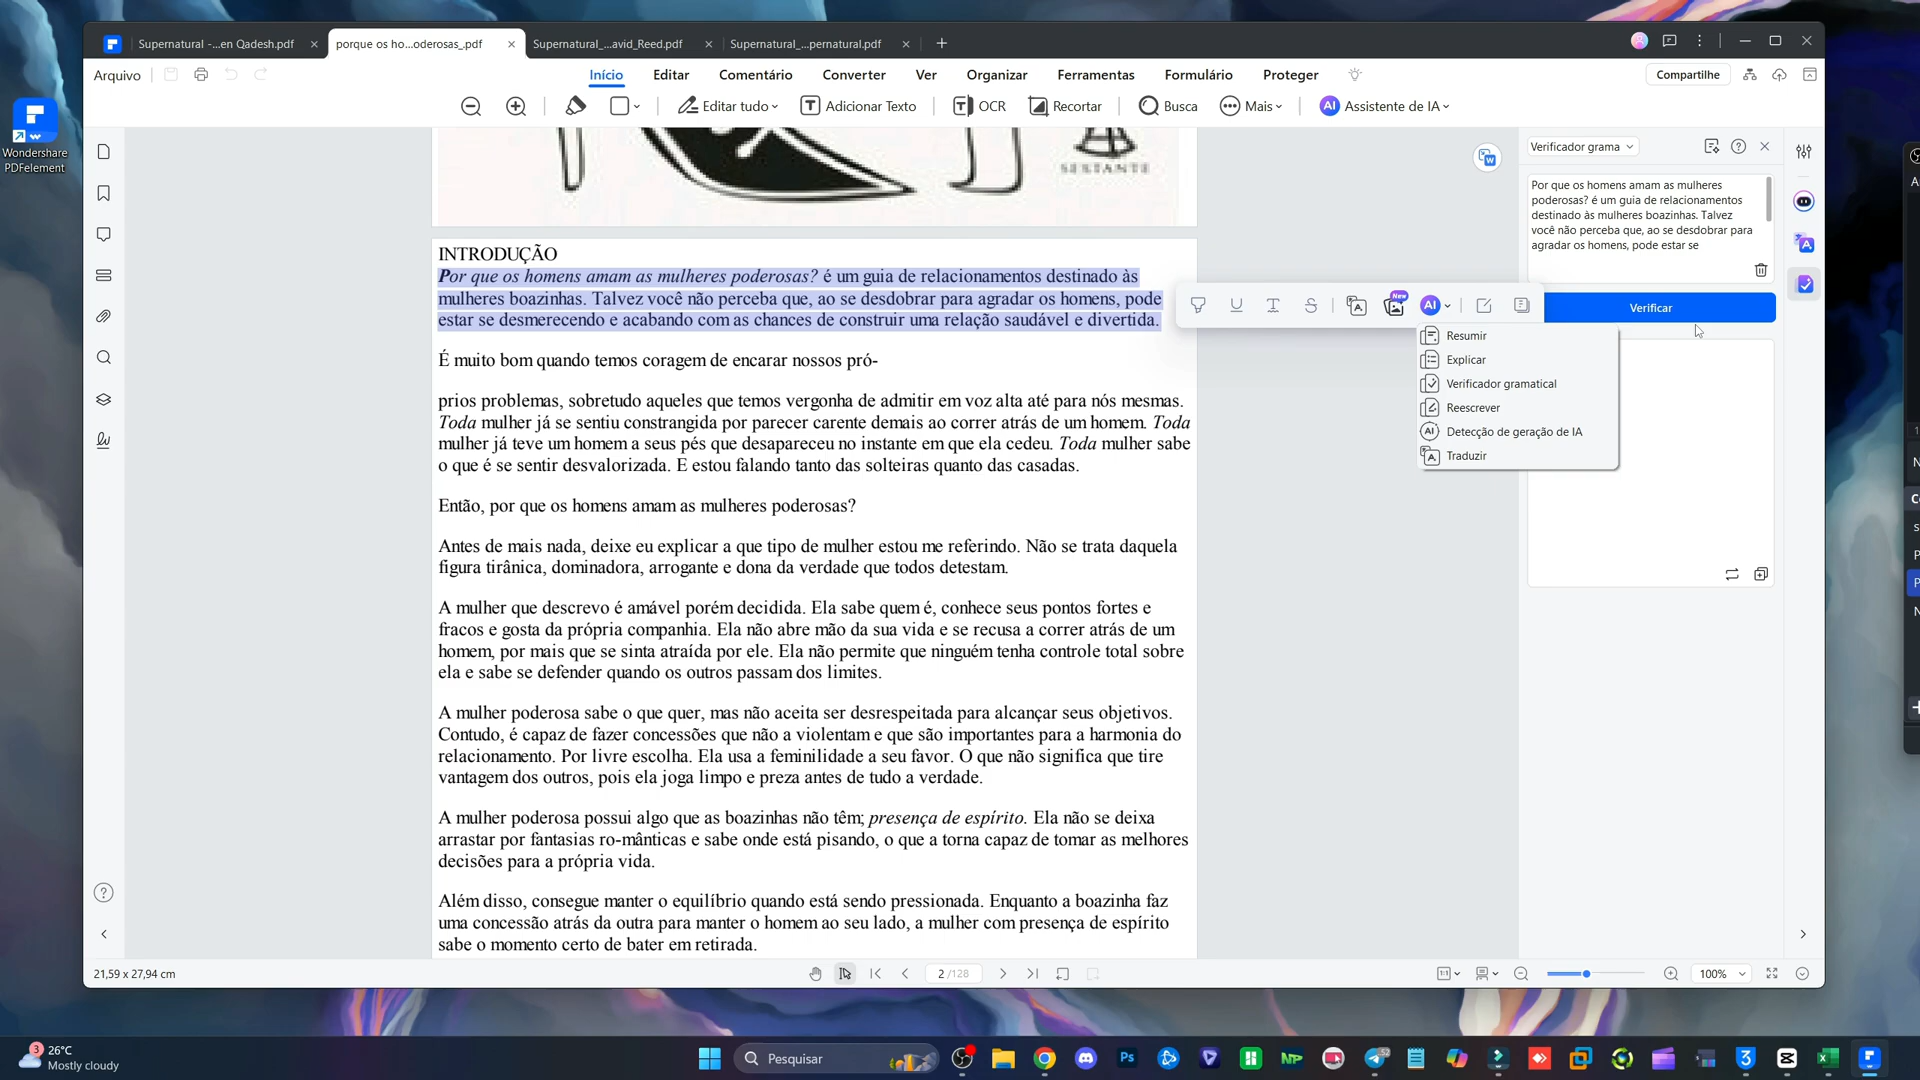 Wondershare
PDFelement
Supernatural -...en Qadesh.pdf
porque os ho...oderosas_.pdf
Supernatural_...avid_Reed.pdf
Supernatural_...pernatural.pdf
Arquivo
Início
Editar
Comentário
Converter
Ver
Organizar
Ferramentas
Formulário
Proteger
Compartilhe
Editar tudo
Adicionar Texto
OCR
Recortar
Busca
Mais
AI
Assistente de IA
SEXTANTE
INTRODUÇÃO
Por que os homens amam as mulheres poderosas? é um guia de relacionamentos destinado às
mulheres boazinhas. Talvez você não perceba que, ao se desdobrar para agradar os homens, pode
estar se desmerecendo e acabando com as chances de construir uma relação saudável e divertida.
É muito bom quando temos coragem de encarar nossos pró-
prios problemas, sobretudo aqueles que temos vergonha de admitir em voz alta até para nós mesmas.
Toda mulher já se sentiu constrangida por parecer carente demais ao correr atrás de um homem. Toda
mulher já teve um homem a seus pés que desapareceu no instante em que ela cedeu. Toda mulher sabe
o que é se sentir desvalorizada. E estou falando tanto das solteiras quanto das casadas.
Então, por que os homens amam as mulheres poderosas?
Antes de mais nada, deixe eu explicar a que tipo de mulher estou me referindo. Não se trata daquela
figura tirânica, dominadora, arrogante e dona da verdade que todos detestam.
A mulher que descrevo é amável porém decidida. Ela sabe quem é, conhece seus pontos fortes e
fracos e gosta da própria companhia. Ela não abre mão da sua vida e se recusa a correr atrás de um
homem, por mais que se sinta atraída por ele. Ela não permite que ninguém tenha controle total sobre
ela e sabe se defender quando os outros passam dos limites.
A mulher poderosa sabe o que quer, mas não aceita ser desrespeitada para alcançar seus objetivos.
Contudo, é capaz de fazer concessões que não a violentam e que são importantes para a harmonia do
relacionamento. Por livre escolha. Ela usa a feminilidade a seu favor. O que não significa que tire
vantagem dos outros, pois ela joga limpo e preza antes de tudo a verdade.
A mulher poderosa possui algo que as boazinhas não têm; presença de espírito. Ela não se deixa
arrastar por fantasias ro-mânticas e sabe onde está pisando, o que a torna capaz de tomar as melhores
decisões para a própria vida.
Além disso, consegue manter o equilíbrio quando está sendo pressionada. Enquanto a boazinha faz
uma concessão atrás da outra para manter o homem ao seu lado, a mulher com presença de espírito
sabe o momento certo de bater em retirada.
New
AI
Resumir
Explicar
Verificador gramatical
Reescrever
Detecção de geração de IA
Traduzir
Verificador grama
Por que os homens amam as mulheres
poderosas? é um guia de relacionamentos
destinado às mulheres boazinhas. Talvez
você não perceba que, ao se desdobrar para
agradar os homens, pode estar se
Verificar
21,59 x 27,94 cm
2 /128
100%
3
26°C
Mostly cloudy
Pesquisar
Ps
NP